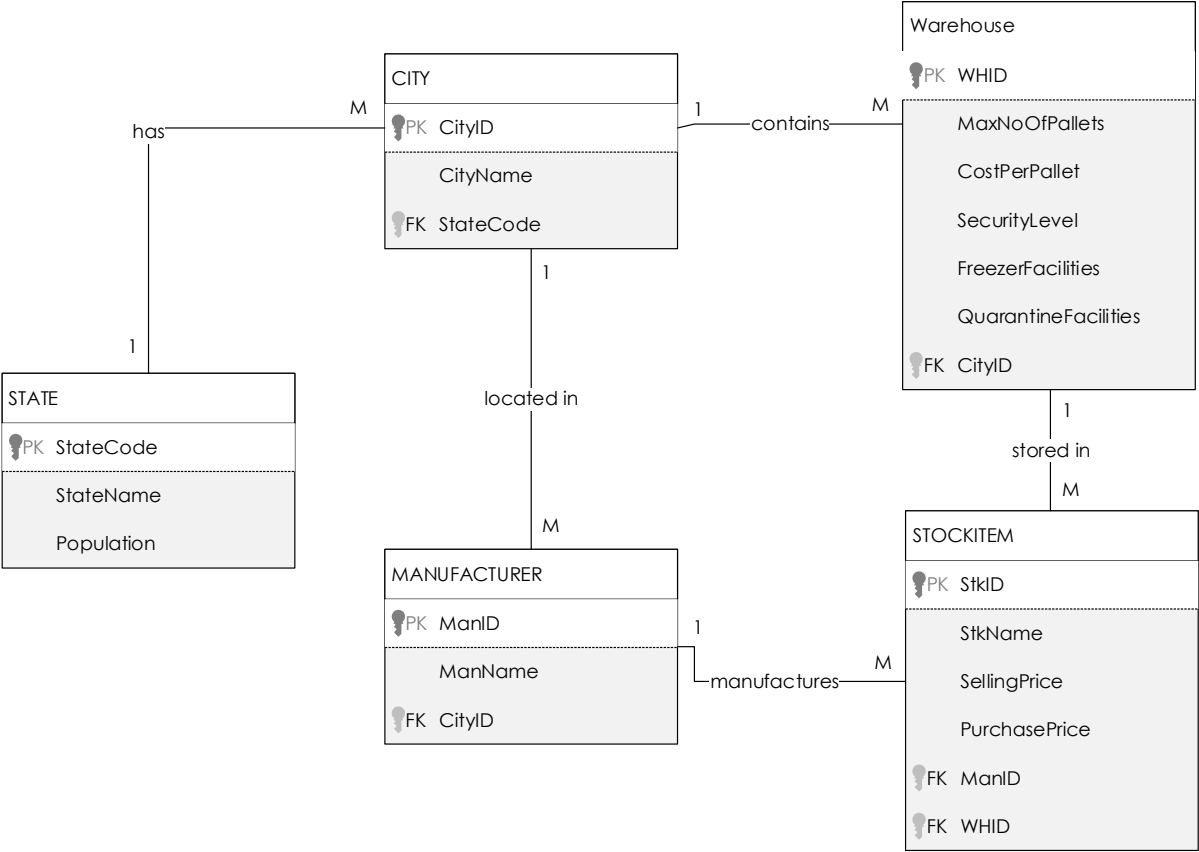 Warehouse
PK WHID
MaxNoOfPallets
CostPerPallet
SecurityLevel
FreezerFacilities
QuarantineFacilities
FK CityID
CITY
PK CityID
CityName
FK StateCode
M
has
1
1
contains
M
1
located in
M
1
stored in
M
STATE
PK StateCode
StateName
Population
MANUFACTURER
PK ManID
ManName
FK CityID
1
manufactures
M
STOCKITEM
PK StkID
StkName
SellingPrice
PurchasePrice
FK ManID
FK WHID